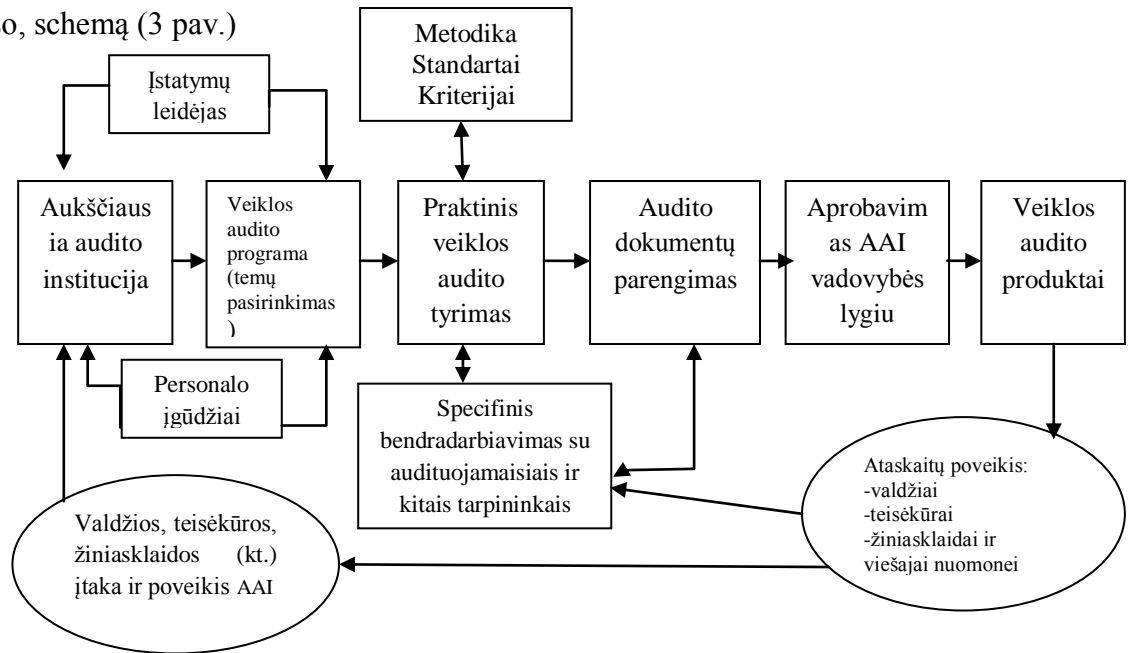 o, schemą (3 pav.)
Metodika
Standartai
Kriterijai
Įstatymų
leidėjas
Aukščiaus
ia audito
institucija
Veiklos
audito
programa
(temų
pasirinkimas
)
Praktinis
veiklos
audito
tyrimas
Audito
dokumentų
parengimas
Aprobavim
as AAI
vadovybės
lygiu
Veiklos
audito
produktai
Personalo
įgūdžiai
Specifinis
bendradarbiavimas su
audituojamaisiais ir
kitais tarpininkais
Valdžios, teisėkūros,
žiniasklaidos (kt.)
įtaka ir poveikis AAI
Ataskaitų poveikis:
-valdžiai
-teisėkūrai
-žiniasklaidai ir
viešajai nuomonei